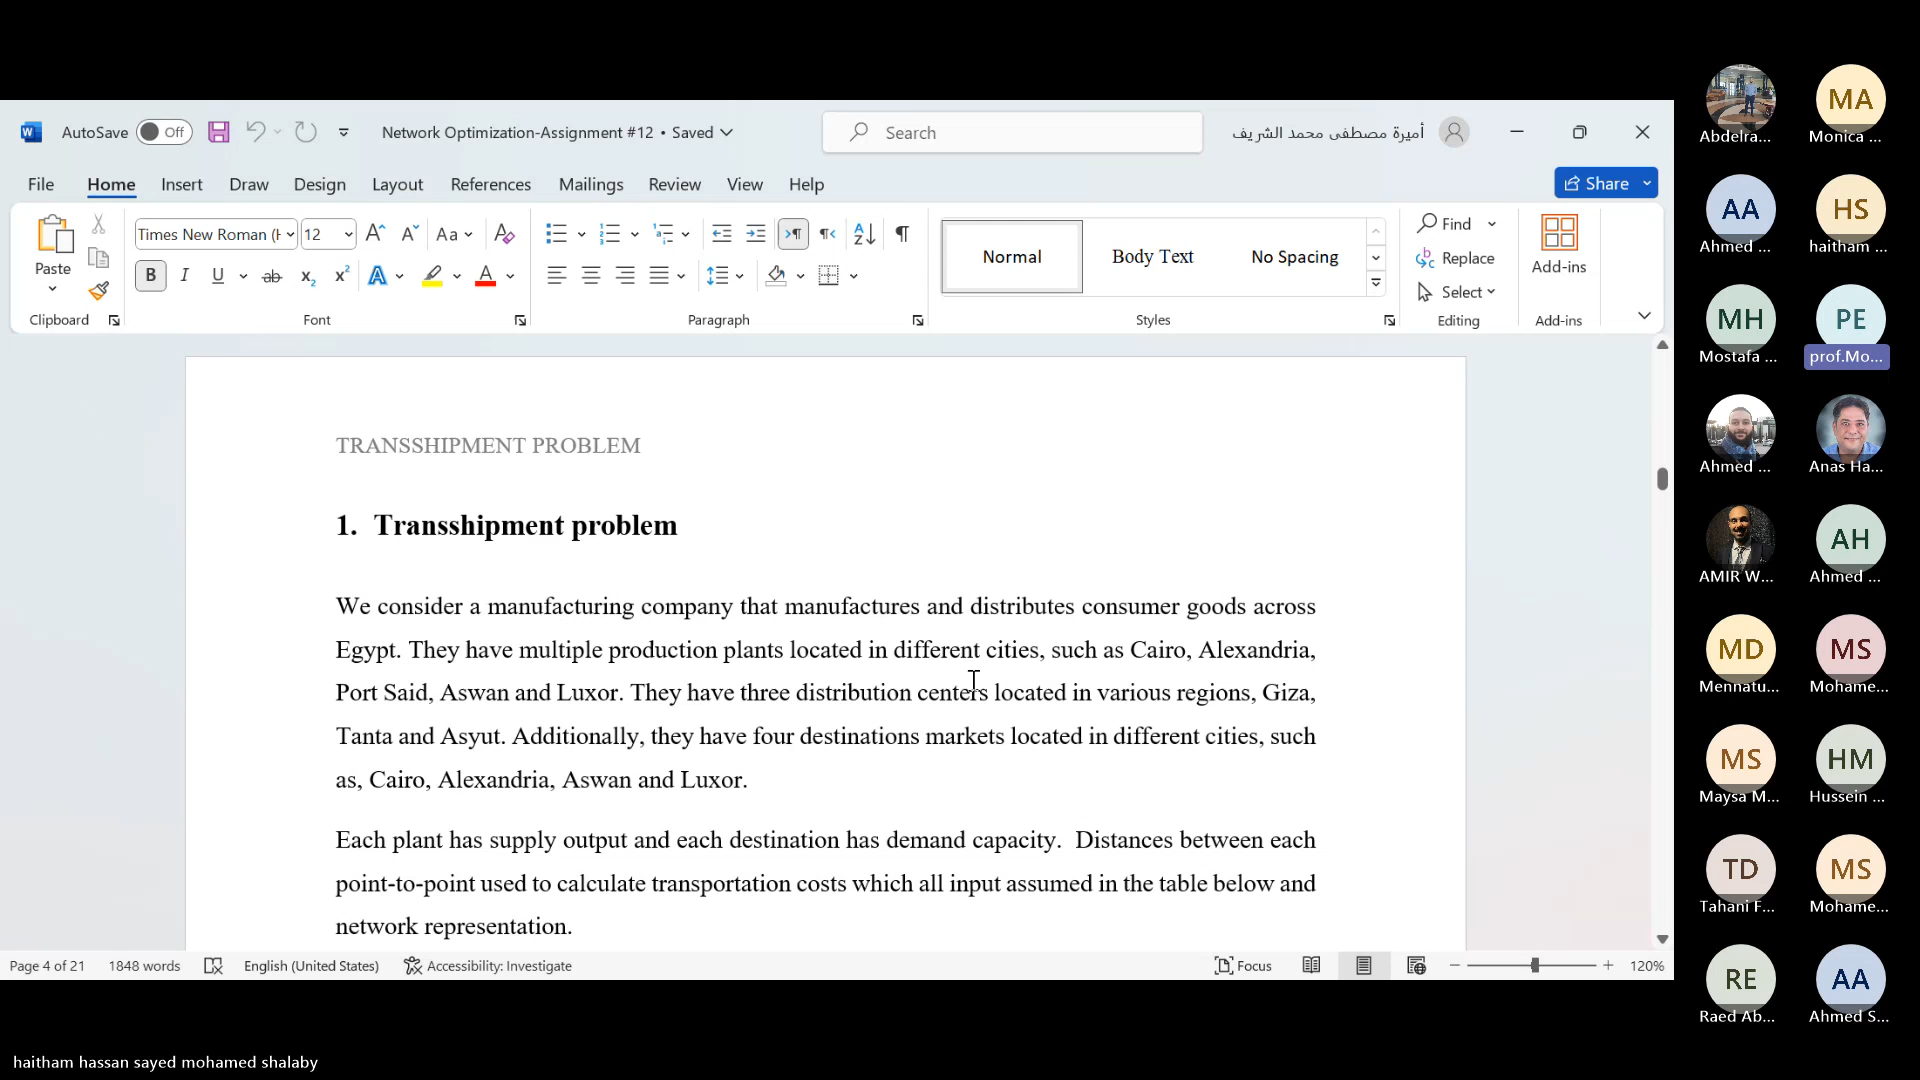 AutoSave Off Network Optimization-Assignment #12 • Saved Search أميرة مصطفى محمد الشريف
File Home Insert Draw Design Layout References Mailings Review View Help Share
Paste
Clipboard
Times New Roman (H 12 Aa
B I U ab x₂ x² A A
Font
Paragraph
Normal Body Text No Spacing
Styles
Find
Replace
Select
Editing
Add-ins
Add-ins
TRANSSHIPMENT PROBLEM
1. Transshipment problem
We consider a manufacturing company that manufactures and distributes consumer goods across
Egypt. They have multiple production plants located in different cities, such as Cairo, Alexandria,
Port Said, Aswan and Luxor. They have three distribution centers located in various regions, Giza,
Tanta and Asyut. Additionally, they have four destinations markets located in different cities, such
as, Cairo, Alexandria, Aswan and Luxor.
Each plant has supply output and each destination has demand capacity.  Distances between each
point-to-point used to calculate transportation costs which all input assumed in the table below and
network representation.
Page 4 of 21 1848 words English (United States) Accessibility: Investigate Focus 120%
haitham hassan sayed mohamed shalaby
Abdelra...
MA
Monica ...
AA
Ahmed ...
HS
haitham ...
MH
Mostafa ...
PE
prof.Mo...
Ahmed ...
Anas Ha...
AMIR W...
AH
Ahmed ...
MD
Mennatu...
MS
Mohame...
MS
Maysa M...
HM
Hussein ...
TD
Tahani F...
MS
Mohame...
RE
Raed Ab...
AA
Ahmed S...